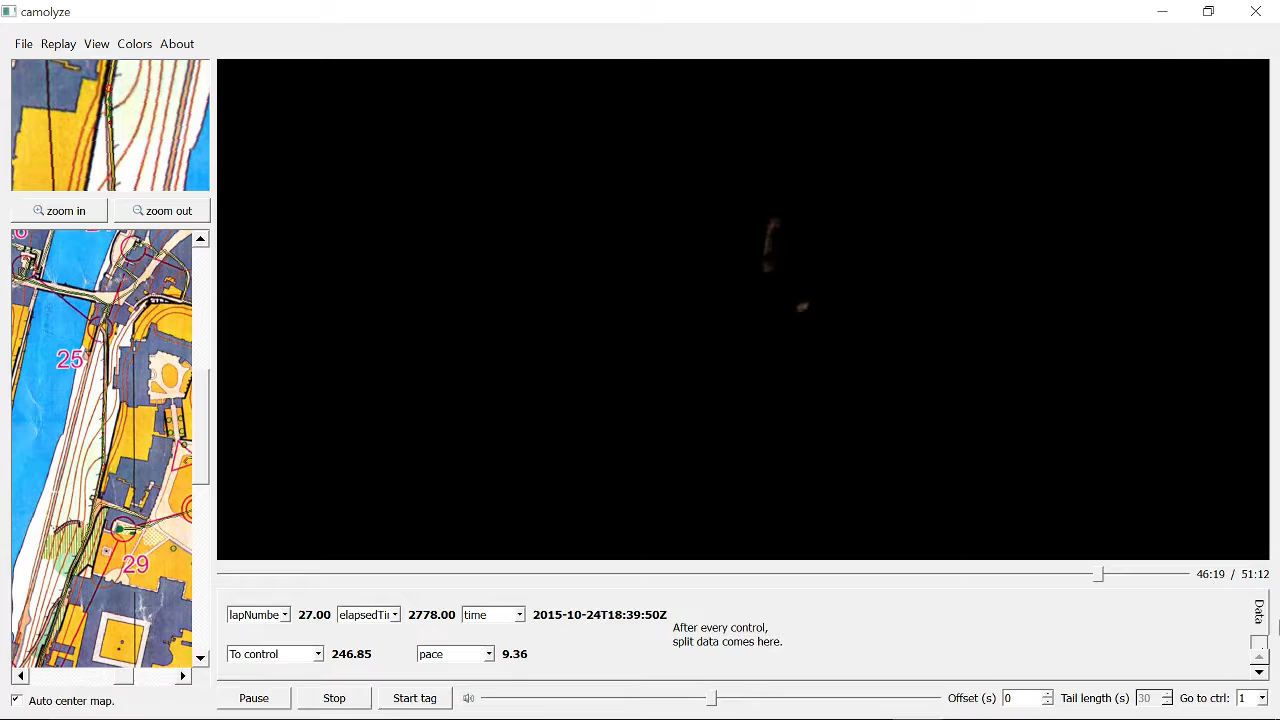 camolyze
File Replay View Colors About
zoom in zoom out
25
29
46:19 / 51:12
lapNumbe 27.00 elapsedTi 2778.00 time 2015-10-24T18:39:50Z
After every control,
split data comes here.
To control 246.85 pace 9.36
Data
Auto center map.
Pause Stop Start tag Offset (s) 0 Tail length (s) 30 Go to ctrl: 1